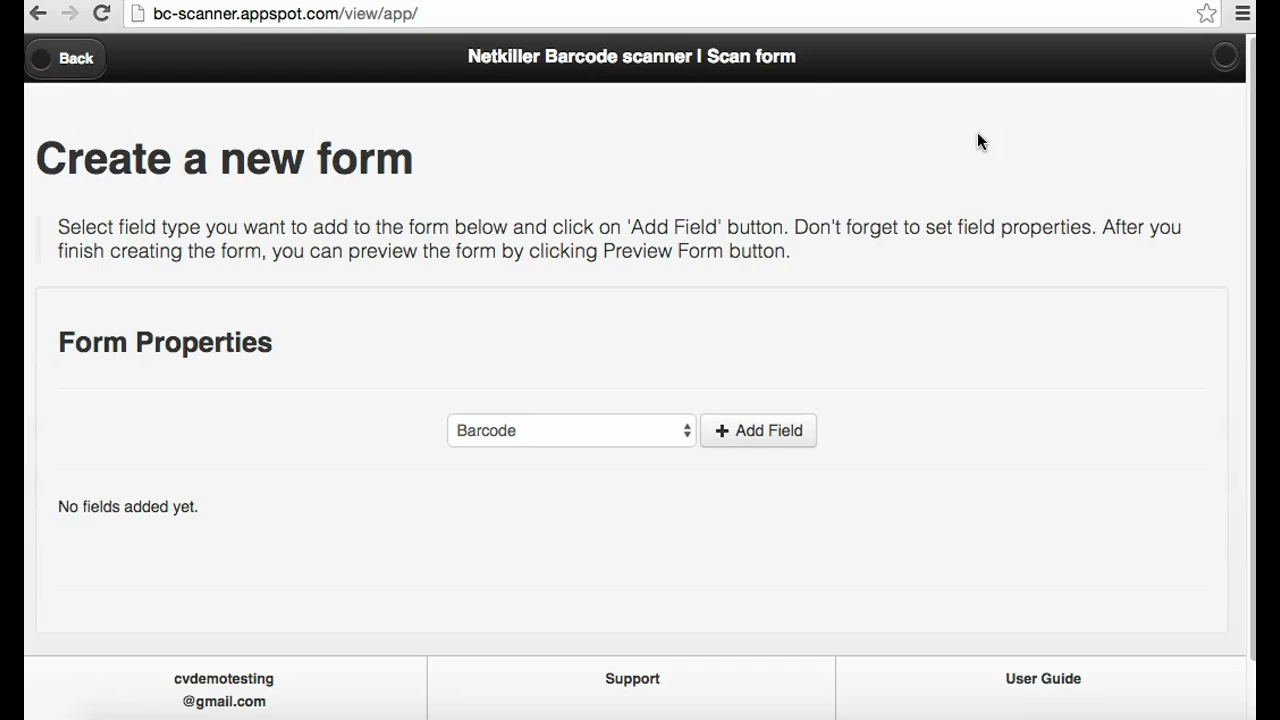 bc-scanner.appspot.com/view/app/
Back
Netkiller Barcode scanner | Scan form
Create a new form
Select field type you want to add to the form below and click on 'Add Field' button. Don't forget to set field properties. After you
finish creating the form, you can preview the form by clicking Preview Form button.
Form Properties
Barcode
+ Add Field
No fields added yet.
cvdemotesting
@gmail.com
Support
User Guide